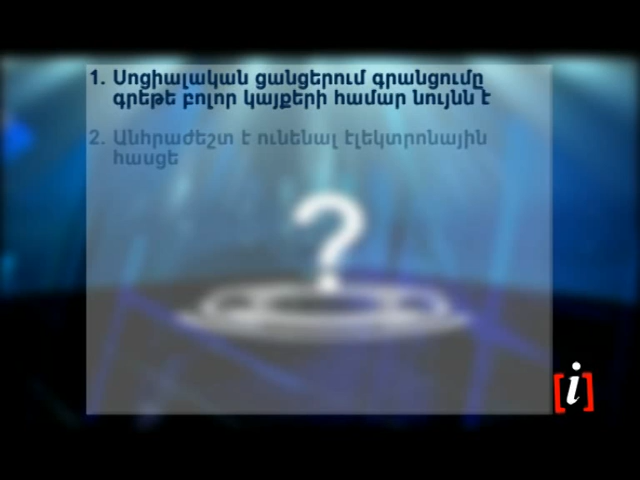 1. Սոցիալական ցանցերում գրանցումը
գրեթե բոլոր կայքերի համար նույնն է
2. Անհրաժեշտ է ունենալ էլեկտրոնային
հասցե
?
[i]